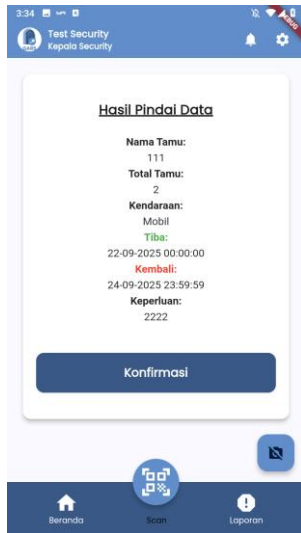 3:34
Test Security
Kepala Security
Hasil Pindai Data
Nama Tamu:
111
Total Tamu:
2
Kendaraan:
Mobil
Tiba:
22-09-2025 00:00:00
Kembali:
24-09-2025 23:59:59
Keperluan:
2222
Konfirmasi
Beranda
Scan
Laporan